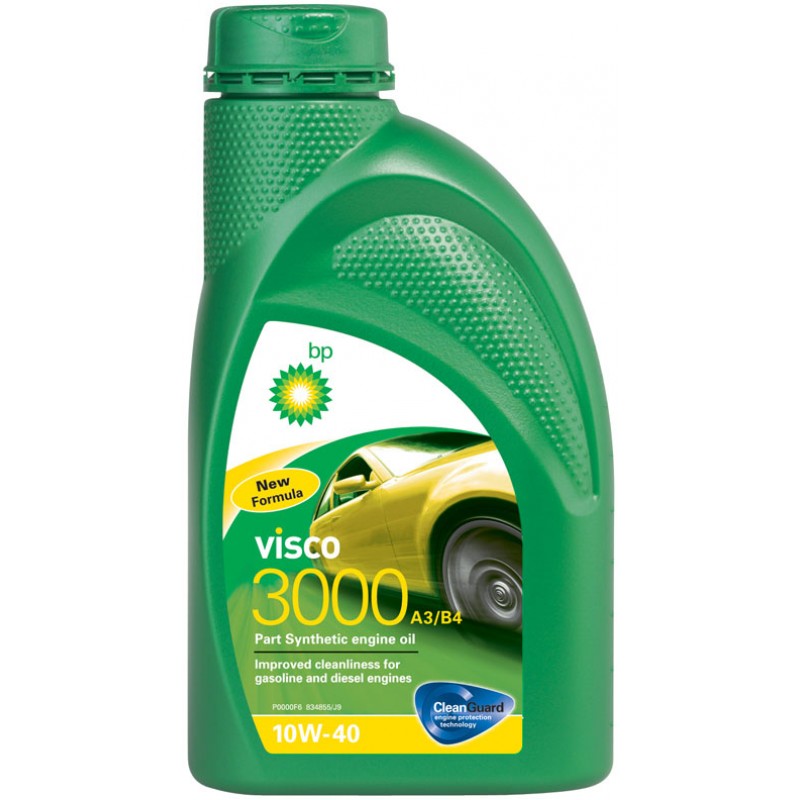 bp
New
Formula
visco
3000 A3/B4
Part Synthetic engine oil
Improved cleanliness for
gasoline and diesel engines
P0000F6 834855/J9
10W-40
CleanGuard
engine protection
technology